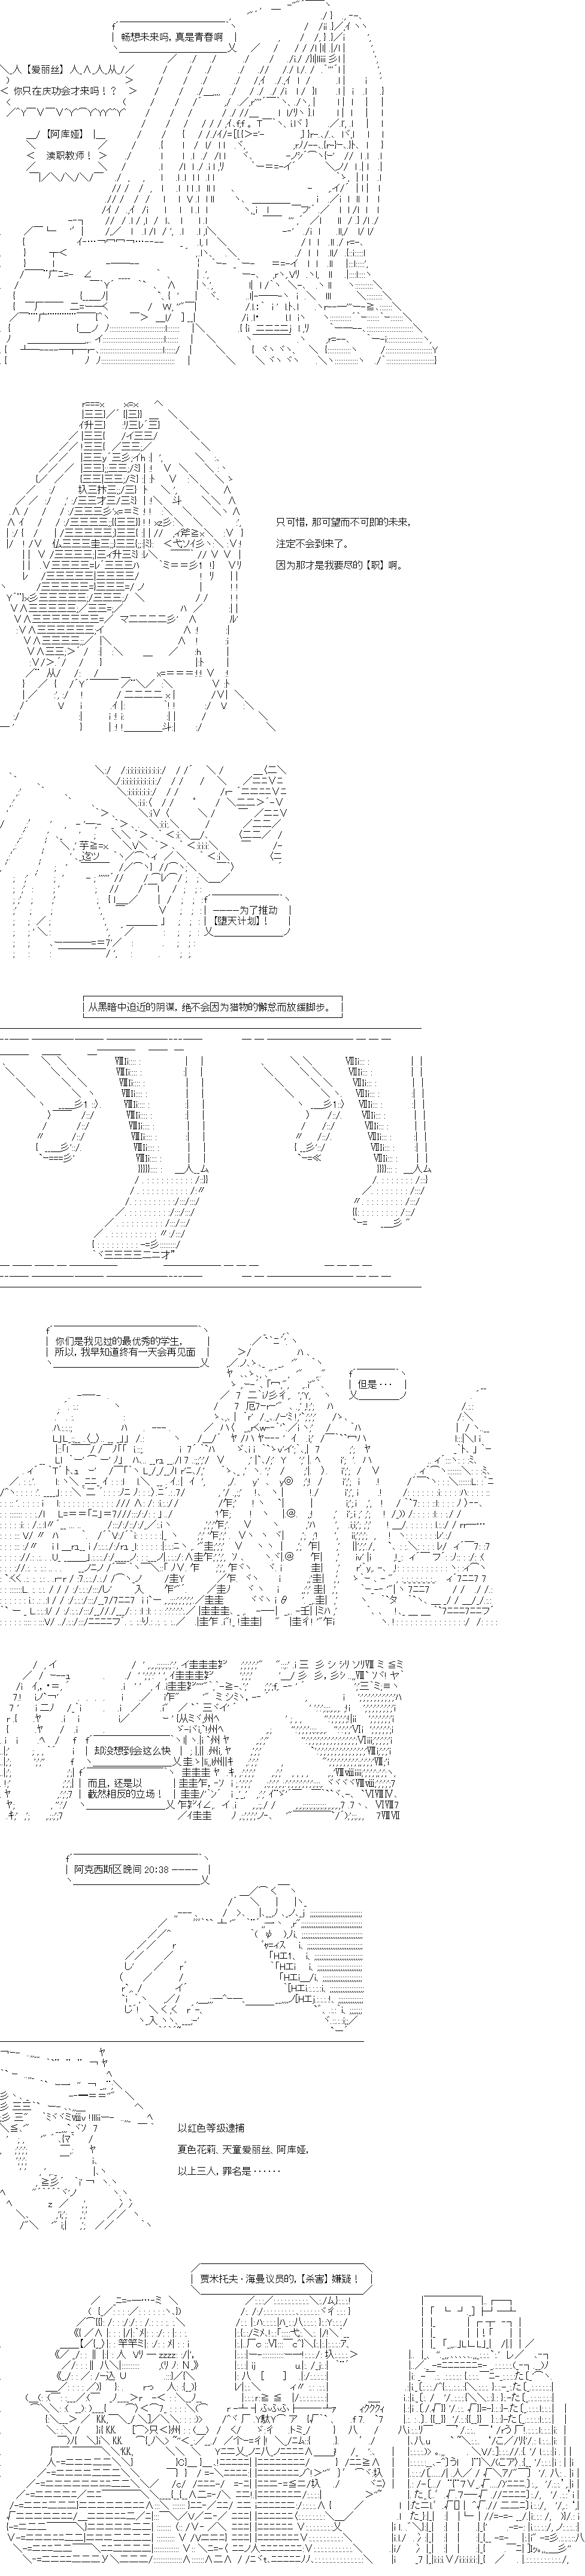 畅想未来吗，真是青春啊
人【爱丽丝】人
你只在庆功会才来吗！？
【阿库娅】
渎职教师！
只可惜，那可望而不可即的未来，
注定不会到来了。
因为那才是我要尽的【职】啊。
----为了推动
【堕天计划】！
从黑暗中迫近的阴谋，绝不会因为猎物的懈怠而放缓脚步。
你们是我见过的最优秀的学生，
所以，我早知道终有一天会再见面
但是···
却没想到会这么快
而且，还是以
截然相反的立场！
阿克西斯区晚间 20:38 ----
以红色等级逮捕
夏色花莉、天童爱丽丝、阿库娅，
以上三人，罪名是······
贾米托夫·海曼议员的，【杀害】嫌疑！